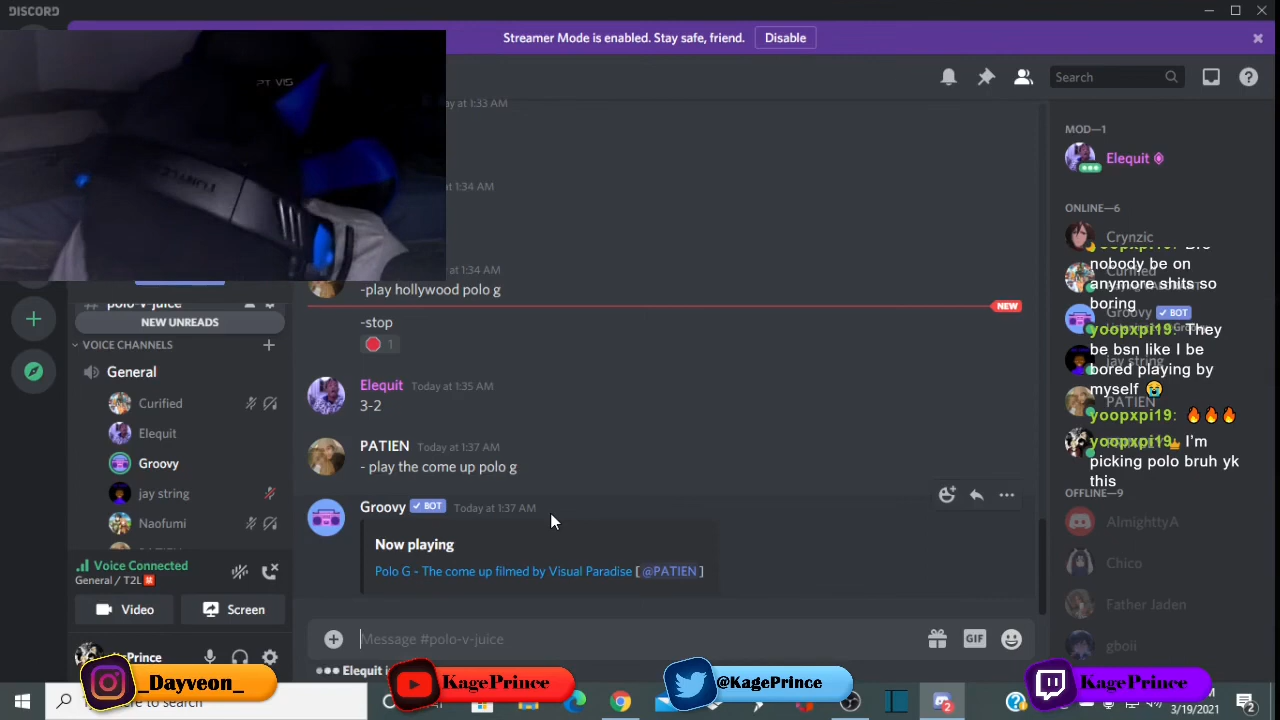 DISCORD
Streamer Mode is enabled. Stay safe, friend.
Disable
Search
ay at 1:33 AM
at 1:34 AM
at 1:34 AM
-play hollywood polo g
NEW
-stop
1
Elequit Today at 1:35 AM
3-2
PATIEN Today at 1:37 AM
- play the come up polo g
Groovy BOT Today at 1:37 AM
Now playing
Polo G - The come up filmed by Visual Paradise [ @PATIEN ]
Message #polo-v-juice
GIF
Elequit
polo-v-juice
NEW UNREADS
VOICE CHANNELS
General
Curified
Elequit
Groovy
jay string
Naofumi
Voice Connected
General / T2L
Video
Screen
Prince
MOD—1
Elequit
ONLINE—6
Crynzic
Curified
Groovy BOT
jay string
PATIEN
OFFLINE—9
AlmighttyA
Chico
Father Jaden
gboii
nobody be on
anymore shits so
boring
yoopxpi19: They
be bsn like I be
bored playing by
myself 😭
yoopxpi19: 🔥🔥🔥
yoopxpi19: I'm
picking polo bruh yk
this
_Dayveon_
KagePrince
@KagePrince
KagePrince
to search
3/19/2021
2